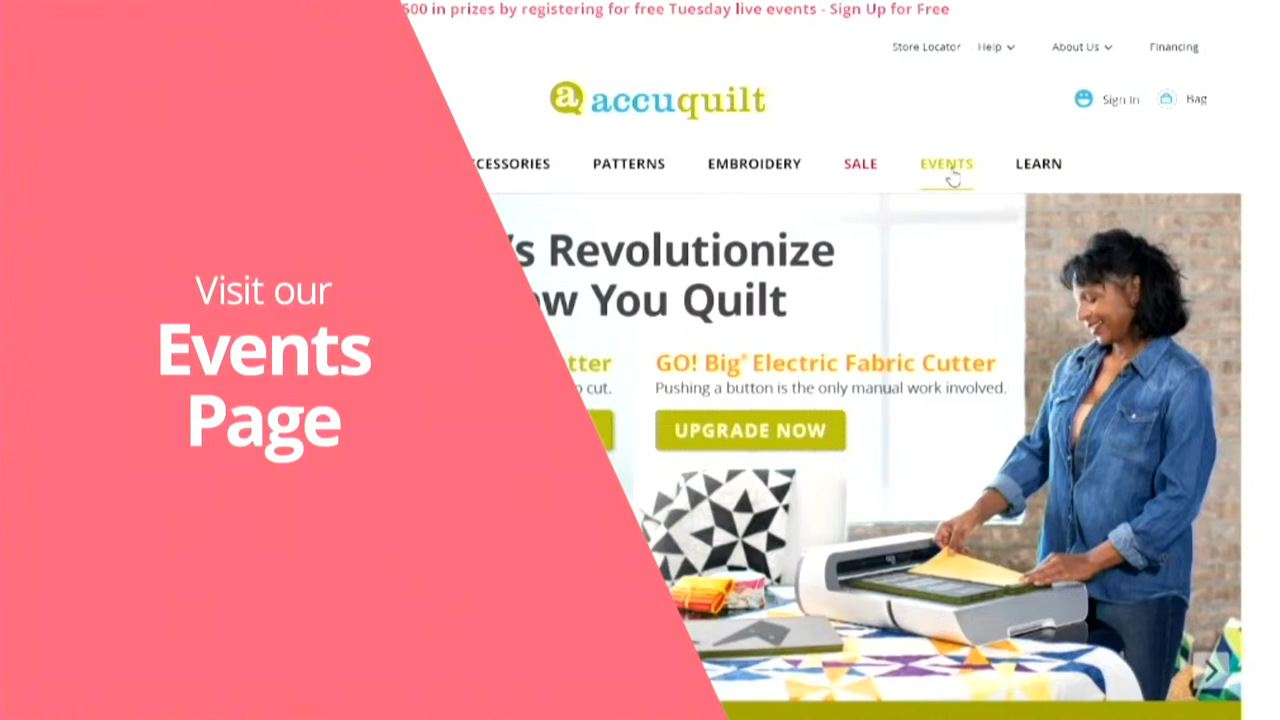 500 in prizes by registering for free Tuesday live events - Sign Up for Free
Store Locator Help About Us Financing
accuquilt
Sign In Bag
CCESSORIES PATTERNS EMBROIDERY SALE EVENTS LEARN
's Revolutionize
ow You Quilt
tter GO! Big® Electric Fabric Cutter
o cut. Pushing a button is the only manual work involved.
UPGRADE NOW
Visit our
Events
Page